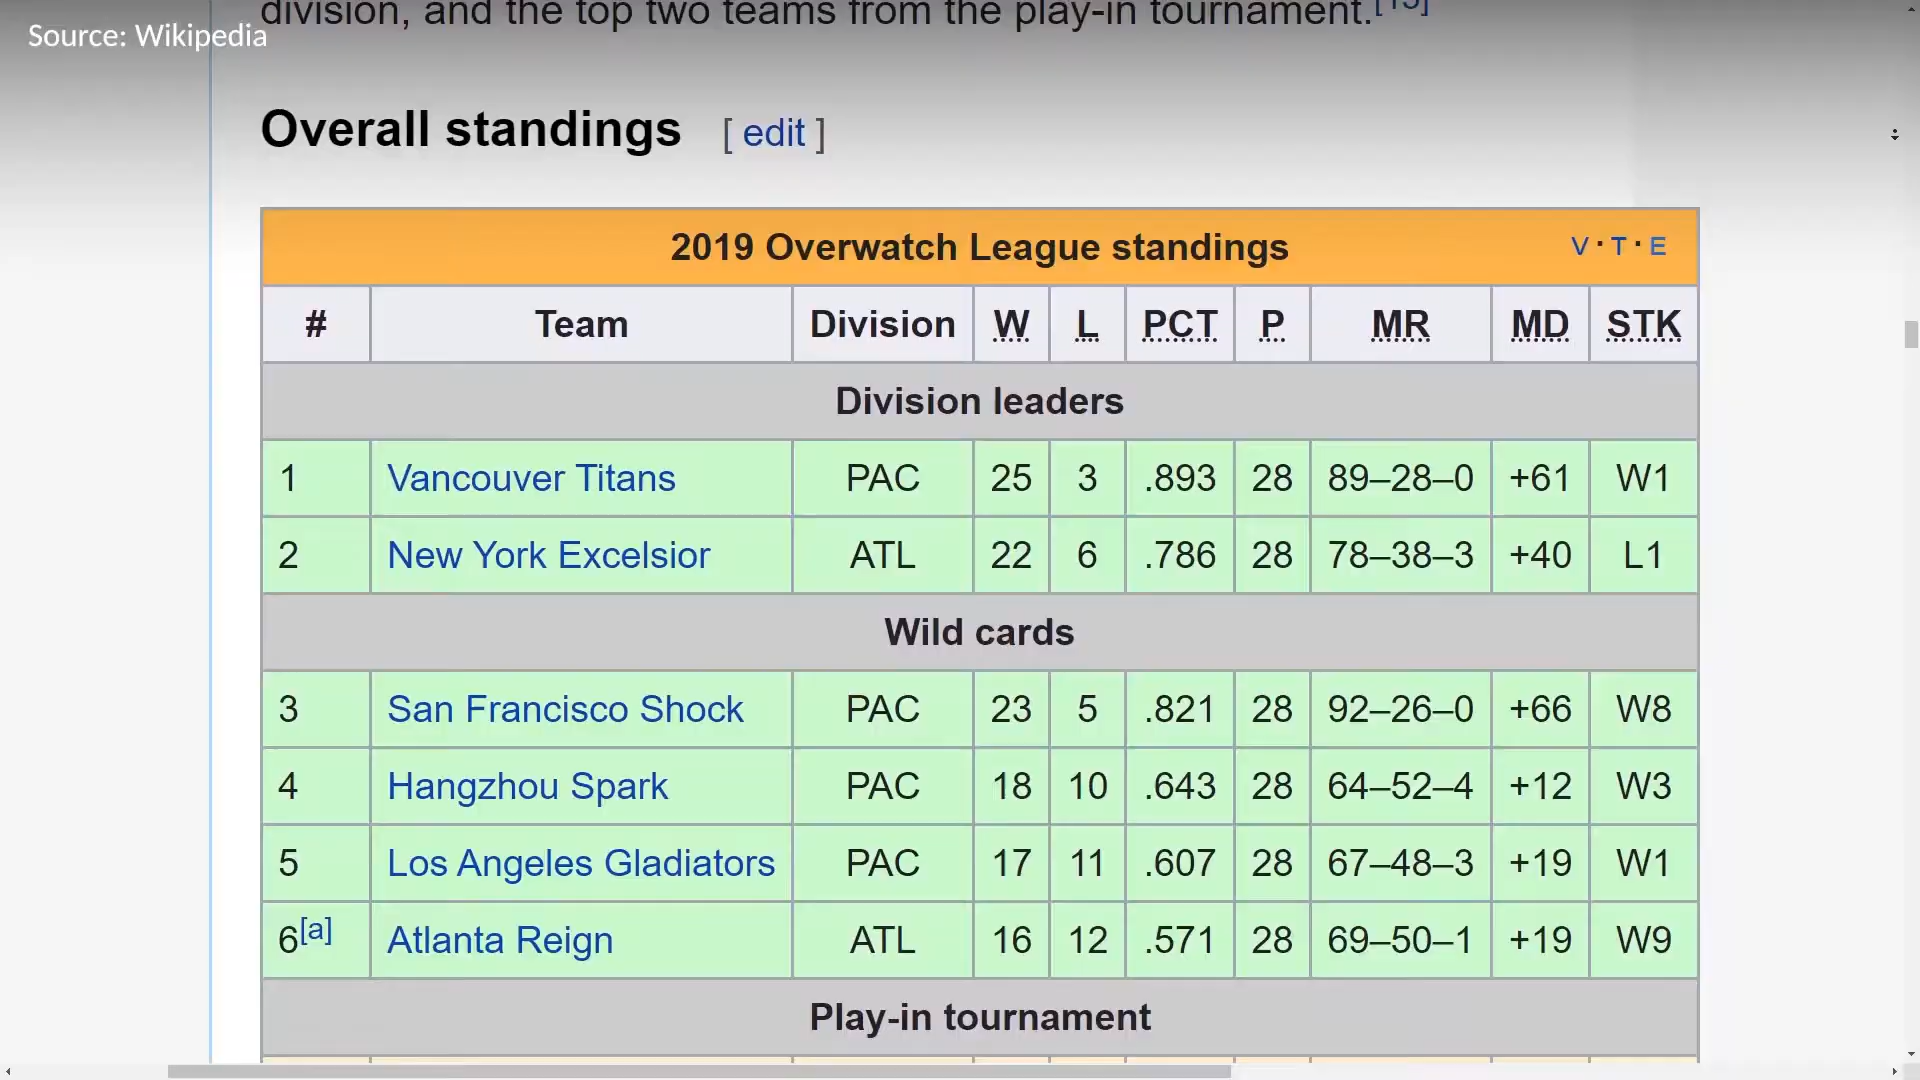 division, and the top two teams from the play-in tournament.[15]
Source: Wikipedia
Overall standings [ edit ]
2019 Overwatch League standings V · T · E
# Team Division W L PCT P MR MD STK
Division leaders
1 Vancouver Titans PAC 25 3 .893 28 89–28–0 +61 W1
2 New York Excelsior ATL 22 6 .786 28 78–38–3 +40 L1
Wild cards
3 San Francisco Shock PAC 23 5 .821 28 92–26–0 +66 W8
4 Hangzhou Spark PAC 18 10 .643 28 64–52–4 +12 W3
5 Los Angeles Gladiators PAC 17 11 .607 28 67–48–3 +19 W1
6[a] Atlanta Reign ATL 16 12 .571 28 69–50–1 +19 W9
Play-in tournament